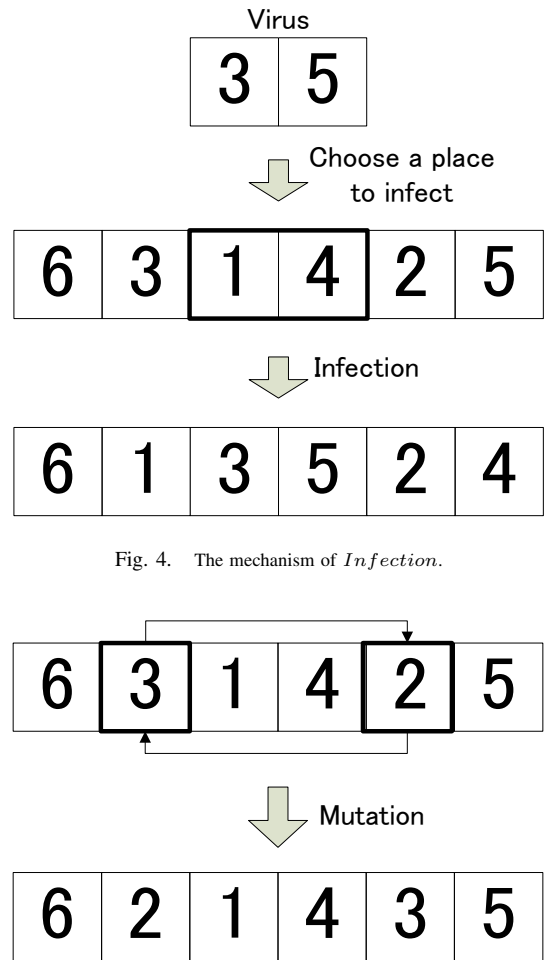 Virus
3 5
Choose a place
to infect
6 3 1 4 2 5
Infection
6 1 3 5 2 4
Fig. 4. The mechanism of Infection.
6 3 1 4 2 5
Mutation
6 2 1 4 3 5